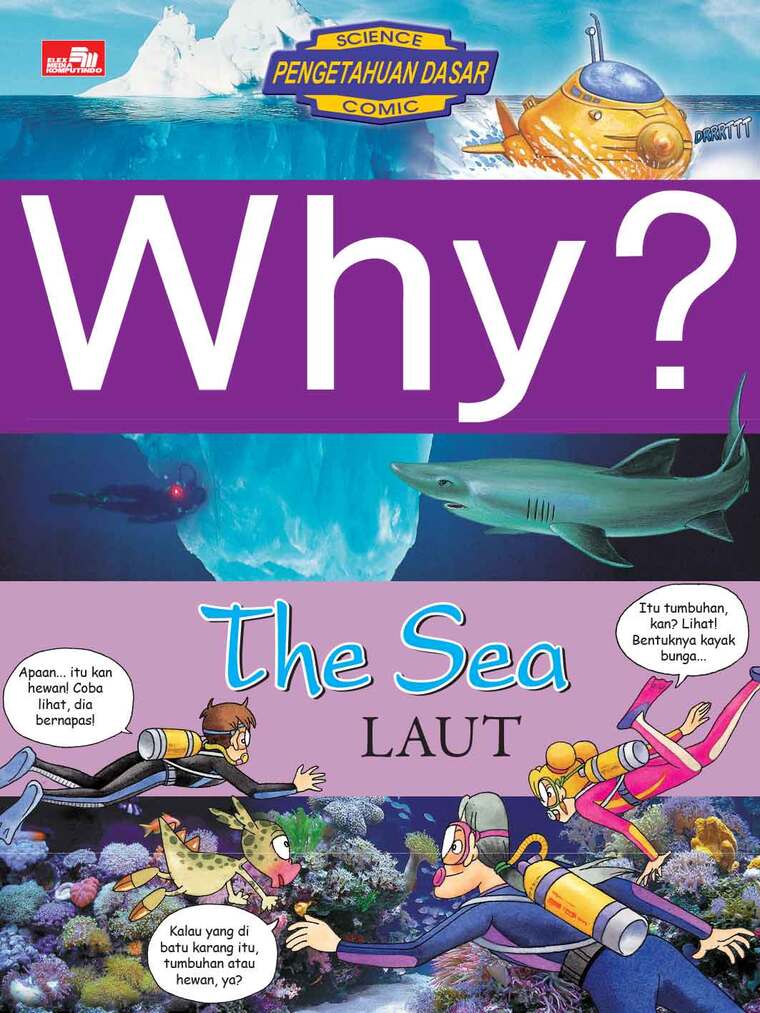 ELEX
MEDIA
KOMPUTINDO
SCIENCE
PENGETAHUAN DASAR
COMIC
DRRRTTT
Why?
The Sea
LAUT
Itu tumbuhan,
kan? Lihat!
Bentuknya kayak
bunga...
Apaan... itu kan
hewan! Coba
lihat, dia
bernapas!
Kalau yang di
batu karang itu,
tumbuhan atau
hewan, ya?